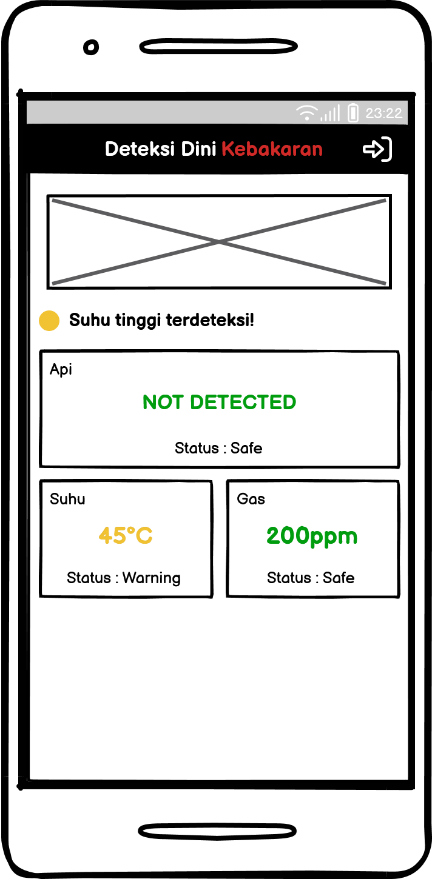 23:22
Deteksi Dini Kebakaran
Suhu tinggi terdeteksi!
Api
NOT DETECTED
Status : Safe
Suhu
45°C
Status : Warning
Gas
200ppm
Status : Safe